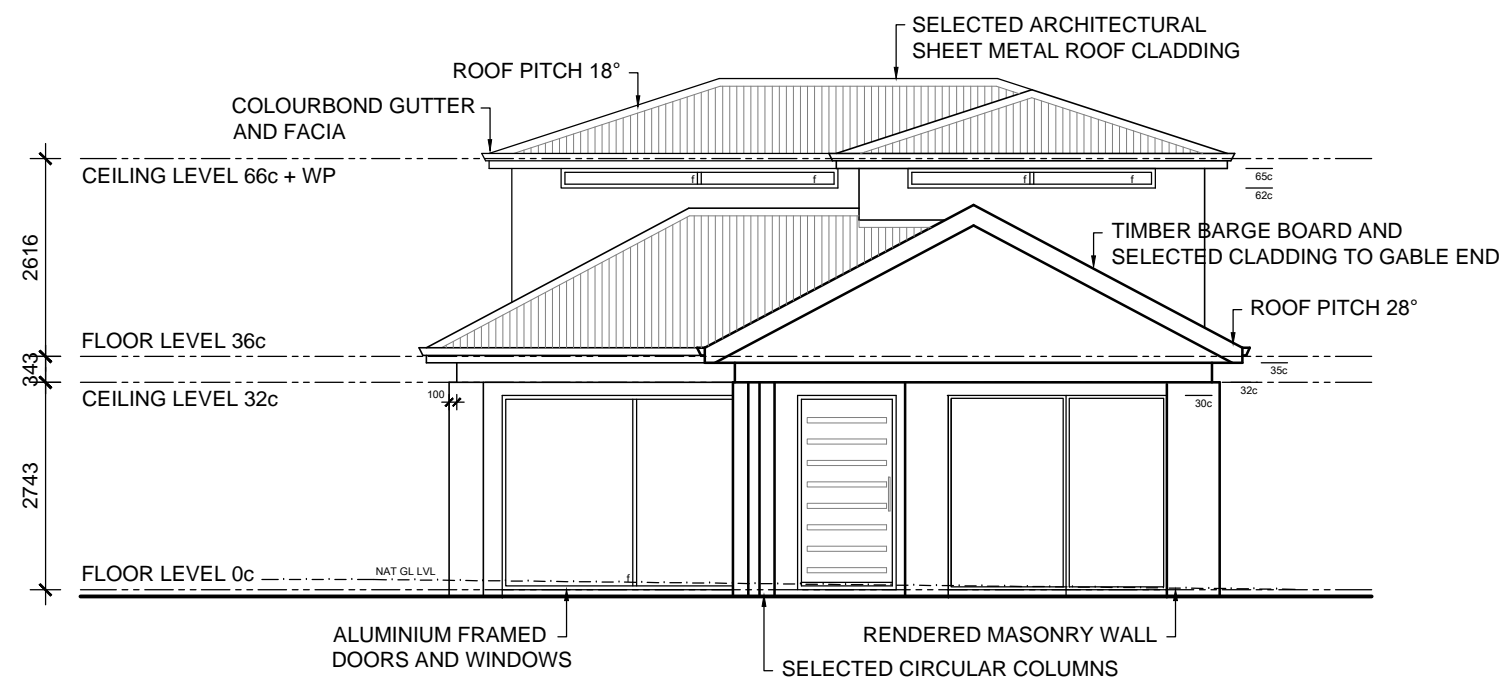 SELECTED ARCHITECTURAL
SHEET METAL ROOF CLADDING
ROOF PITCH 18°
COLOURBOND GUTTER
AND FACIA
CEILING LEVEL 66c + WP
65c
62c
2616
TIMBER BARGE BOARD AND
SELECTED CLADDING TO GABLE END
ROOF PITCH 28°
FLOOR LEVEL 36c
343
35c
CEILING LEVEL 32c
100
30c
32c
2743
FLOOR LEVEL 0c
NAT GL LVL
f
f
f
f
f
ALUMINIUM FRAMED
DOORS AND WINDOWS
RENDERED MASONRY WALL
SELECTED CIRCULAR COLUMNS